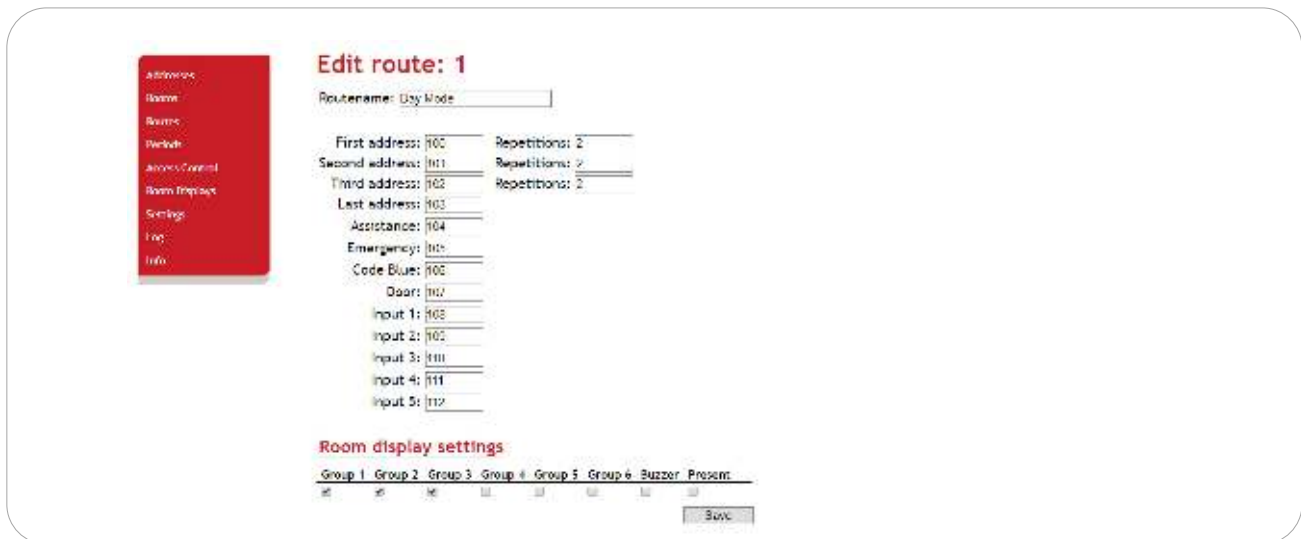 Addresses
Rooms
Routes
Periods
Access Control
Room Displays
Settings
Log
Info
Edit route: 1
Routename: Day Mode
First address: 100 Repetitions: 2
Second address: 101 Repetitions: 2
Third address: 102 Repetitions: 2
Last address: 103
Assistance: 104
Emergency: 105
Code Blue: 106
Door: 107
Input 1: 108
Input 2: 109
Input 3: 110
Input 4: 111
Input 5: 112
Room display settings
Group 1 Group 2 Group 3 Group 4 Group 5 Group 6 Buzzer Present
Save